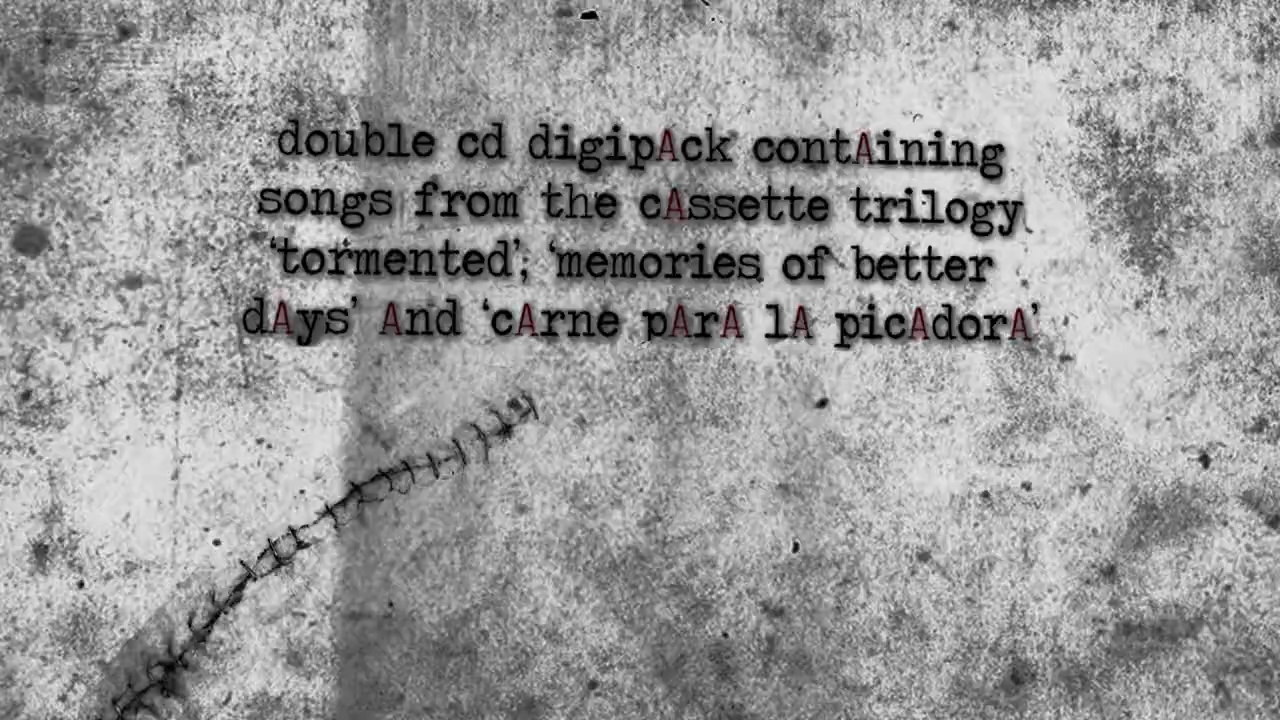 double cd digipAck contAining
songs from the cAssette trilogy
‘tormented’, ‘memories of better
dAys’ And ‘cArne pArA lA picAdorA’